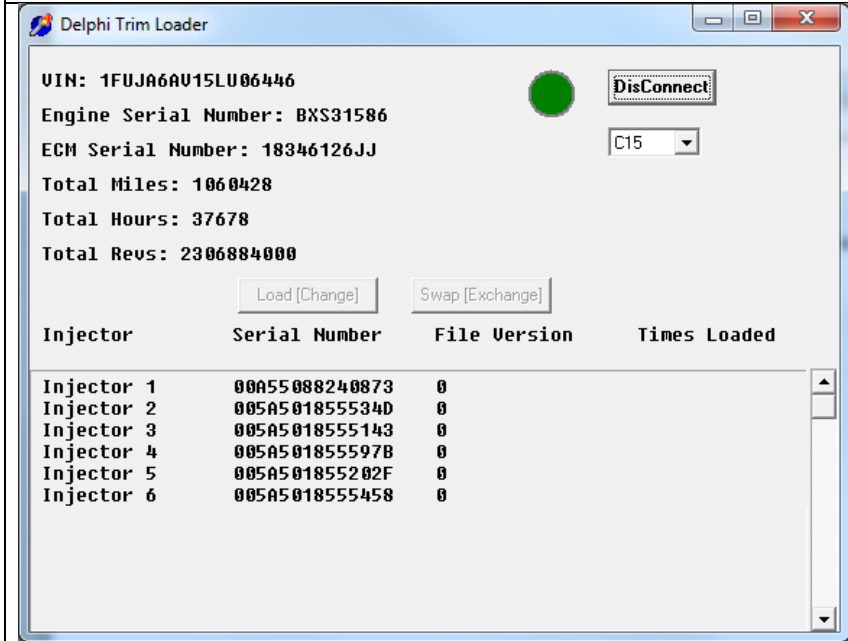 Delphi Trim Loader
VIN: 1FUJA6AV15LU06446
DisConnect
Engine Serial Number: BXS31586
ECM Serial Number: 18346126JJ
C15
Total Miles: 1060428
Total Hours: 37678
Total Revs: 2306884000
Load [Change] Swap [Exchange]
Injector Serial Number File Version Times Loaded
Injector 1 00A55088240873 0
Injector 2 005A501855534D 0
Injector 3 005A5018555143 0
Injector 4 005A501855597B 0
Injector 5 005A501855202F 0
Injector 6 005A5018555458 0